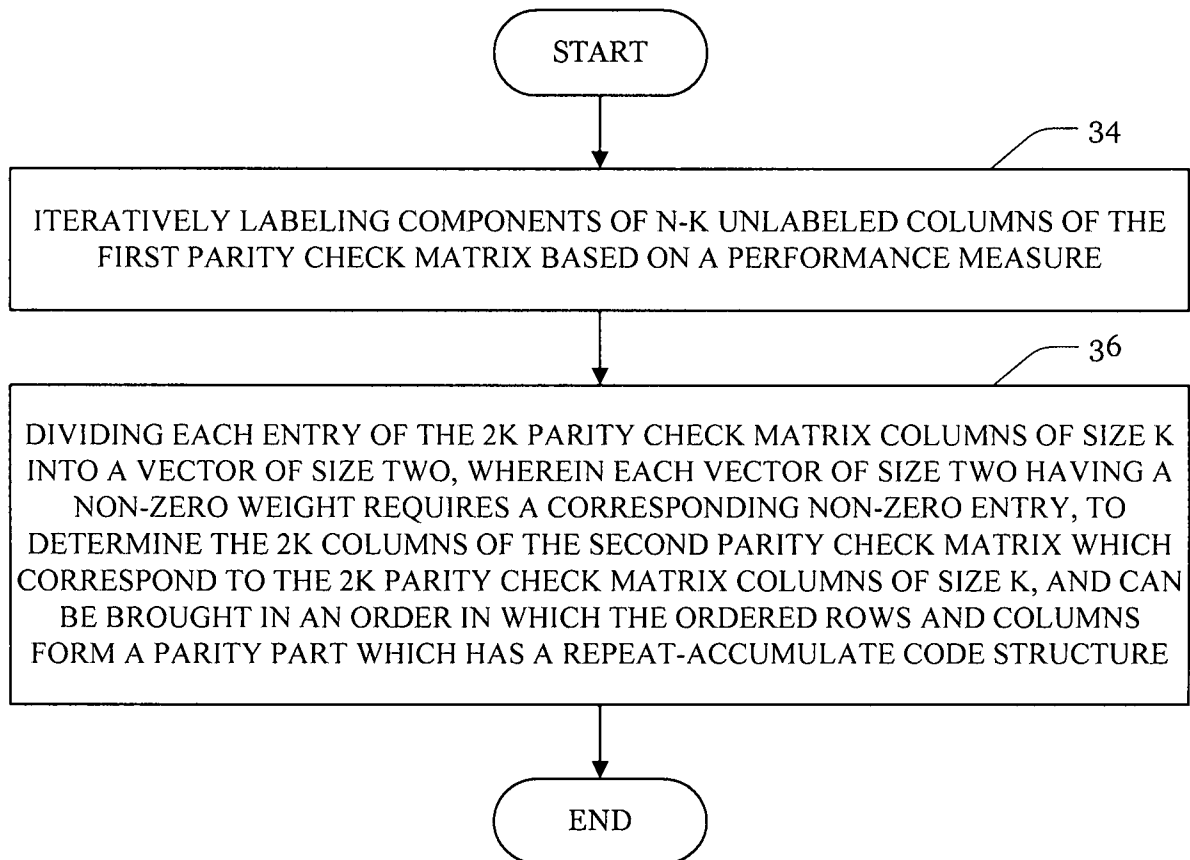 START
34
ITERATIVELY LABELING COMPONENTS OF N-K UNLABELED COLUMNS OF THE
FIRST PARITY CHECK MATRIX BASED ON A PERFORMANCE MEASURE
36
DIVIDING EACH ENTRY OF THE 2K PARITY CHECK MATRIX COLUMNS OF SIZE K
INTO A VECTOR OF SIZE TWO, WHEREIN EACH VECTOR OF SIZE TWO HAVING A
NON-ZERO WEIGHT REQUIRES A CORRESPONDING NON-ZERO ENTRY, TO
DETERMINE THE 2K COLUMNS OF THE SECOND PARITY CHECK MATRIX WHICH
CORRESPOND TO THE 2K PARITY CHECK MATRIX COLUMNS OF SIZE K, AND CAN
BE BROUGHT IN AN ORDER IN WHICH THE ORDERED ROWS AND COLUMNS
FORM A PARITY PART WHICH HAS A REPEAT-ACCUMULATE CODE STRUCTURE
END